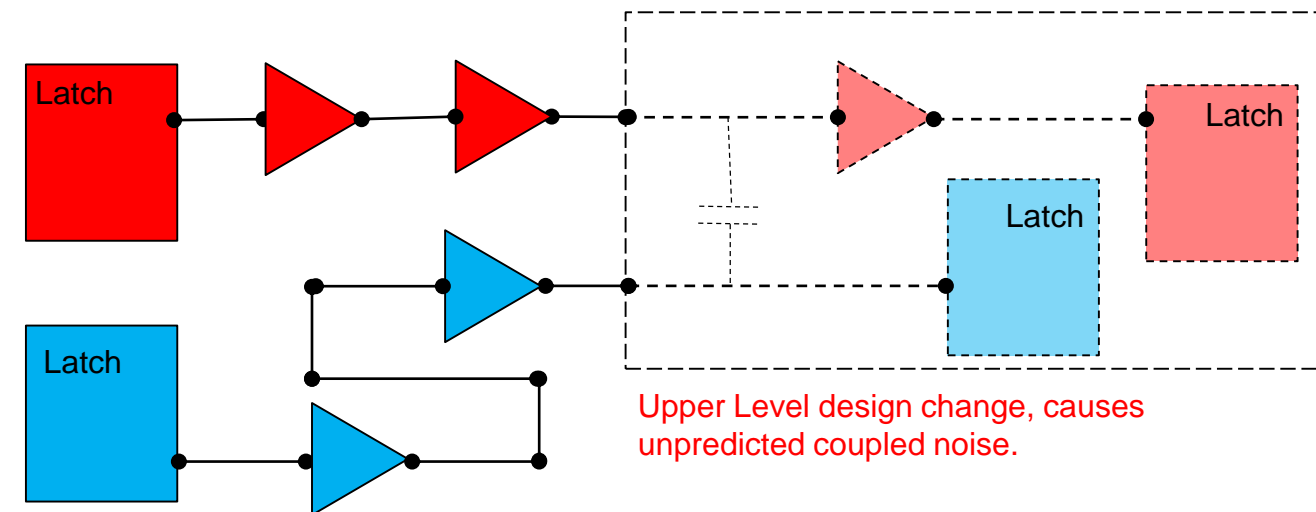 Latch
Latch
Latch
Latch
Upper Level design change, causes
unpredicted coupled noise.